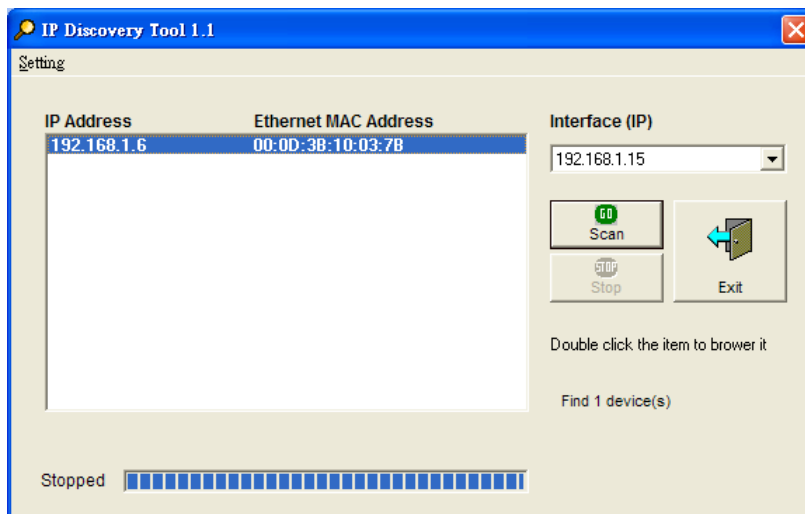 IP Discovery Tool 1.1
Setting
IP Address Ethernet MAC Address
192.168.1.6 00:0D:3B:10:03:7B
Interface (IP)
192.168.1.15
GO
Scan
STOP
Stop
Exit
Double click the item to brower it
Find 1 device(s)
Stopped